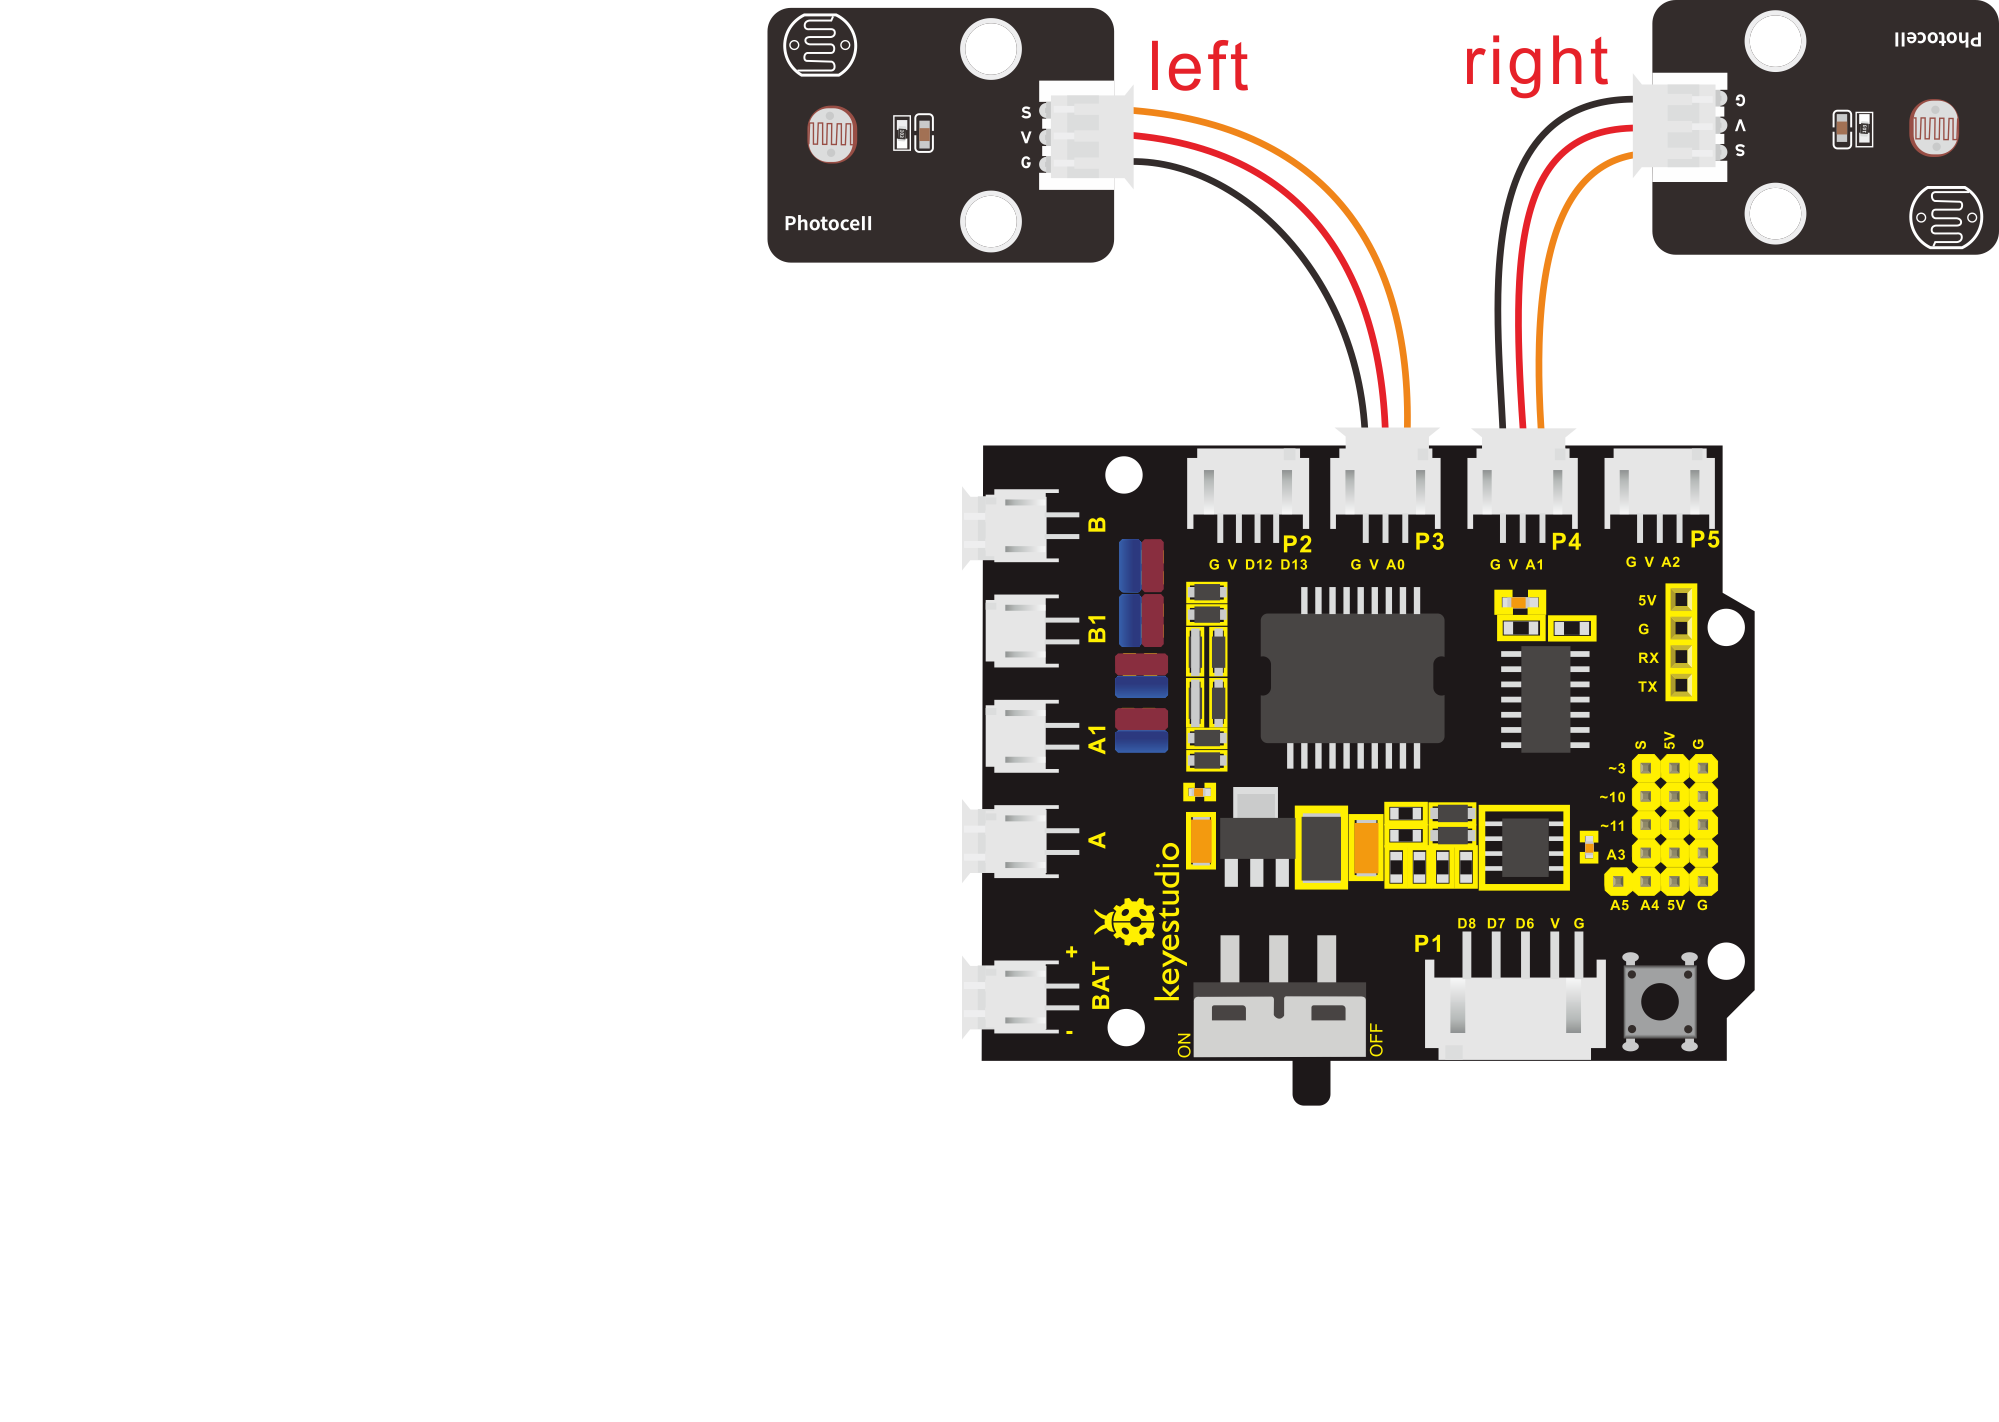 left
right
Photocell
S
V
G
Photocell
G
V
S
B
B1
A1
A
+
BAT
-
P2
G V D12 D13
P3
G V A0
P4
G V A1
P5
G V A2
5V
G
RX
TX
S 5V G
~3
~10
~11
A3
A5 A4 5V G
keyestudio
ON
OFF
P1
D8 D7 D6 V G